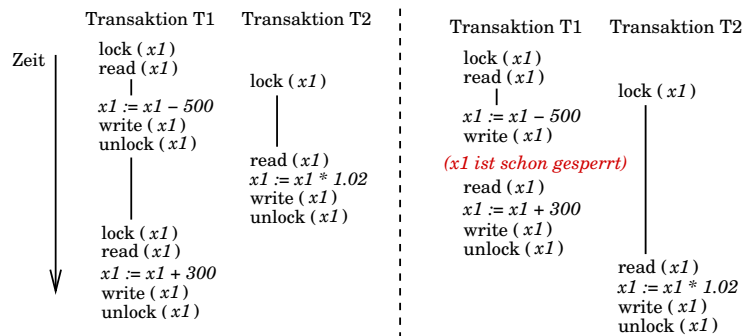 Transaktion T1
lock (x1)
read (x1)
x1 := x1 − 500
write (x1)
unlock (x1)
lock (x1)
read (x1)
x1 := x1 + 300
write (x1)
unlock (x1)
Transaktion T2
lock (x1)
read (x1)
x1 := x1 * 1.02
write (x1)
unlock (x1)
Zeit
Transaktion T1
lock (x1)
read (x1)
x1 := x1 − 500
write (x1)
(x1 ist schon gesperrt)
read (x1)
x1 := x1 + 300
write (x1)
unlock (x1)
Transaktion T2
lock (x1)
read (x1)
x1 := x1 * 1.02
write (x1)
unlock (x1)